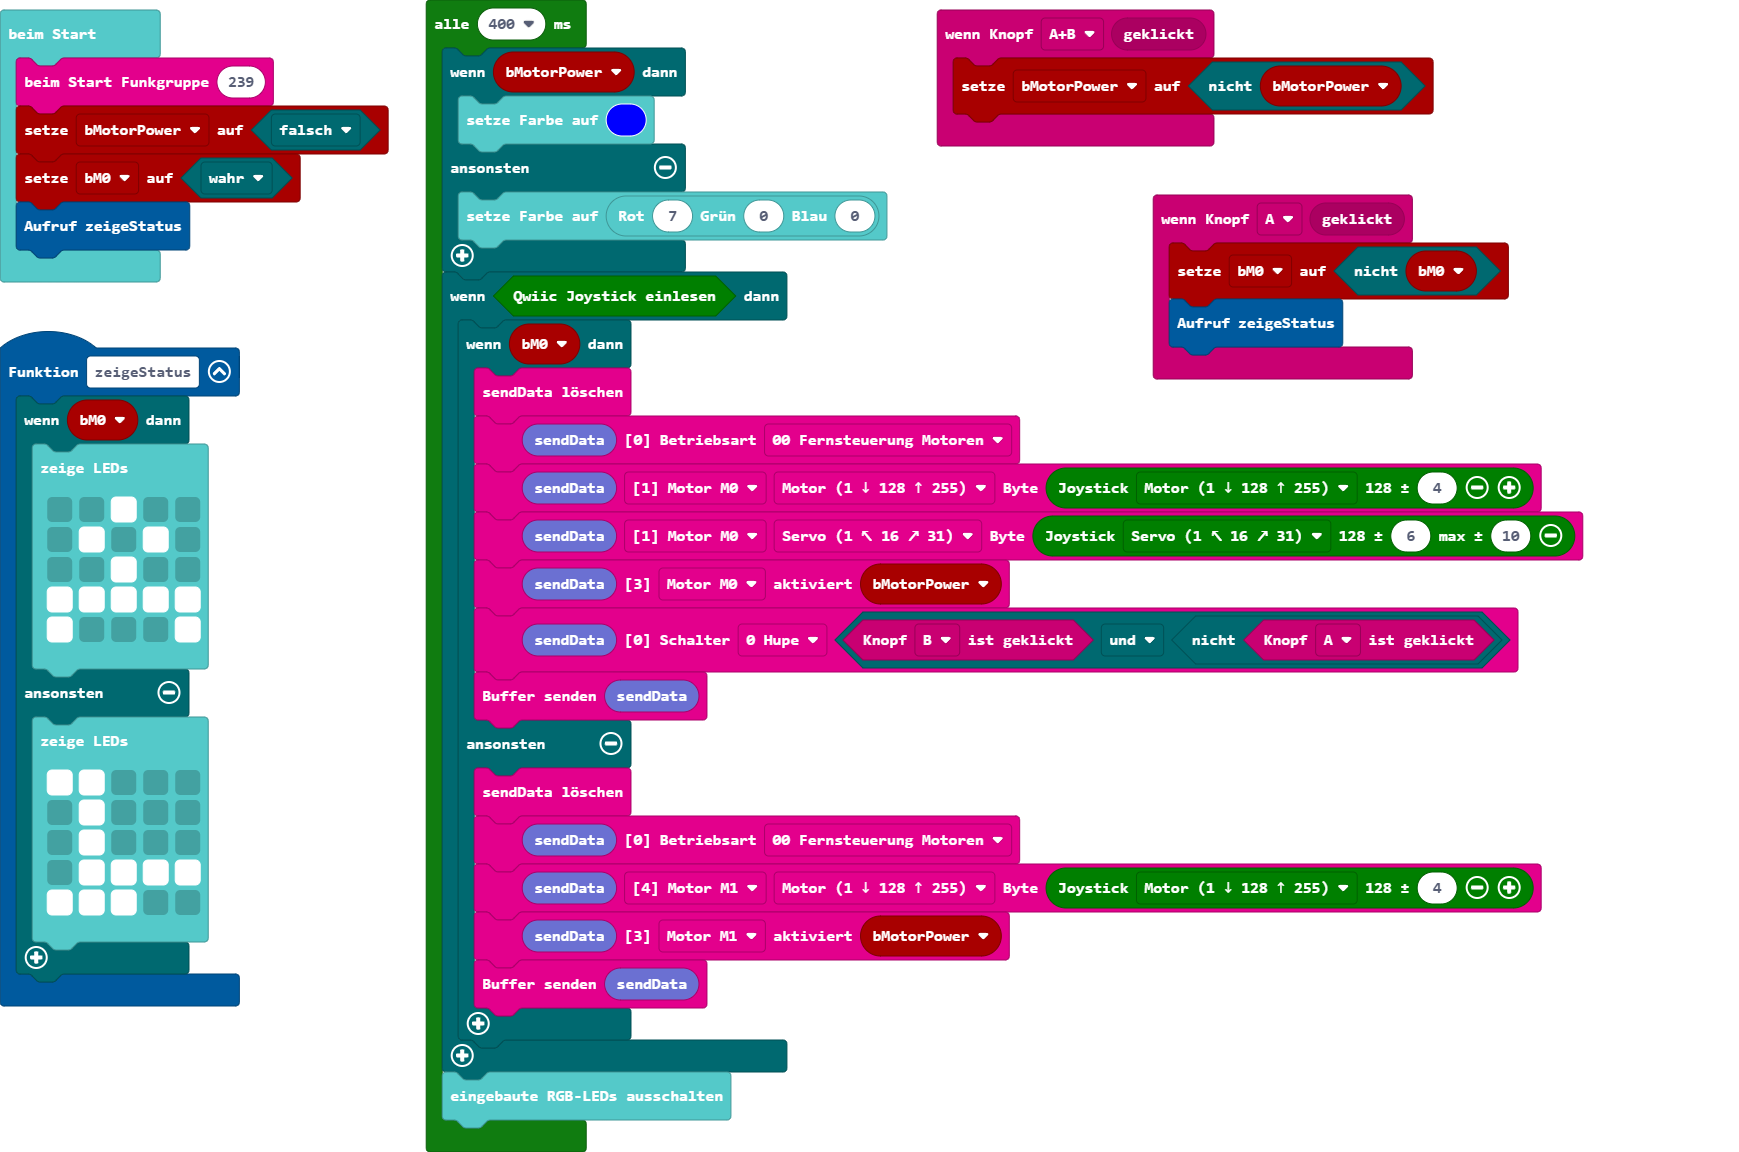 beim Start
beim Start Funkgruppe 239
setze bMotorPower auf falsch
setze bM0 auf wahr
Aufruf zeigeStatus
Funktion zeigeStatus
wenn bM0 dann
zeige LEDs
ansonsten
zeige LEDs
alle 400 ms
wenn bMotorPower dann
setze Farbe auf
ansonsten
setze Farbe auf Rot 7 Grün 0 Blau 0
wenn Qwiic Joystick einlesen dann
wenn bM0 dann
sendData löschen
sendData [0] Betriebsart 00 Fernsteuerung Motoren
sendData [1] Motor M0 Motor (1 ↓ 128 ↑ 255) Byte Joystick Motor (1 ↓ 128 ↑ 255) 128 ± 4
sendData [1] Motor M0 Servo (1 ↖ 16 ↗ 31) Byte Joystick Servo (1 ↖ 16 ↗ 31) 128 ± 6 max ± 10
sendData [3] Motor M0 aktiviert bMotorPower
sendData [0] Schalter 0 Hupe Knopf B ist geklickt und nicht Knopf A ist geklickt
Buffer senden sendData
ansonsten
sendData löschen
sendData [0] Betriebsart 00 Fernsteuerung Motoren
sendData [4] Motor M1 Motor (1 ↓ 128 ↑ 255) Byte Joystick Motor (1 ↓ 128 ↑ 255) 128 ± 4
sendData [3] Motor M1 aktiviert bMotorPower
Buffer senden sendData
eingebaute RGB-LEDs ausschalten
wenn Knopf A+B geklickt
setze bMotorPower auf nicht bMotorPower
wenn Knopf A geklickt
setze bM0 auf nicht bM0
Aufruf zeigeStatus